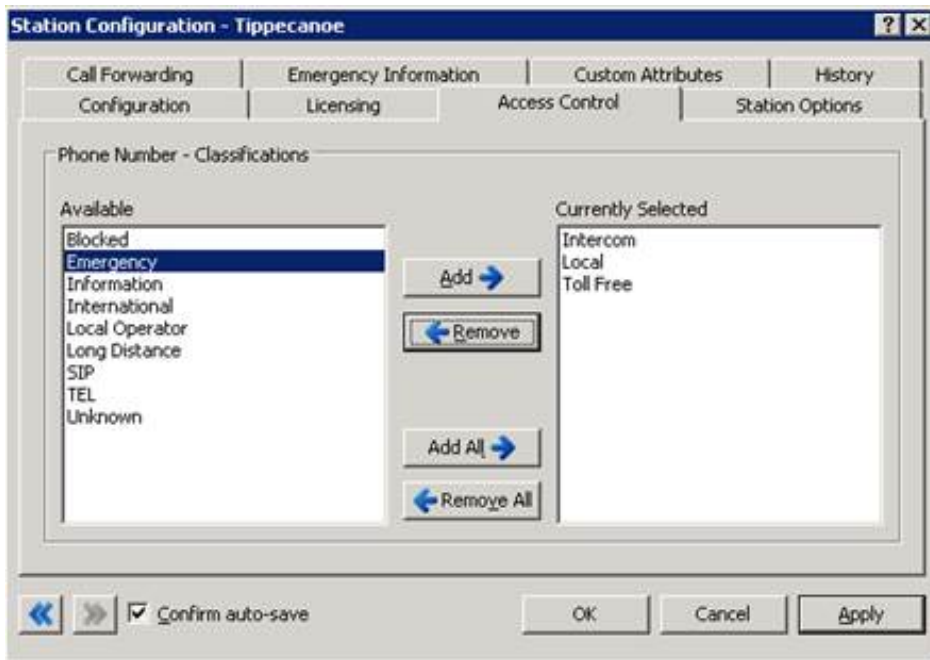 Station Configuration - Tippecanoe
Call Forwarding Emergency Information Custom Attributes History
Configuration Licensing Access Control Station Options
Phone Number - Classifications
Available
Blocked
Emergency
Information
International
Local Operator
Long Distance
SIP
TEL
Unknown
Add
Remove
Add All
Remove All
Currently Selected
Intercom
Local
Toll Free
Confirm auto-save OK Cancel Apply